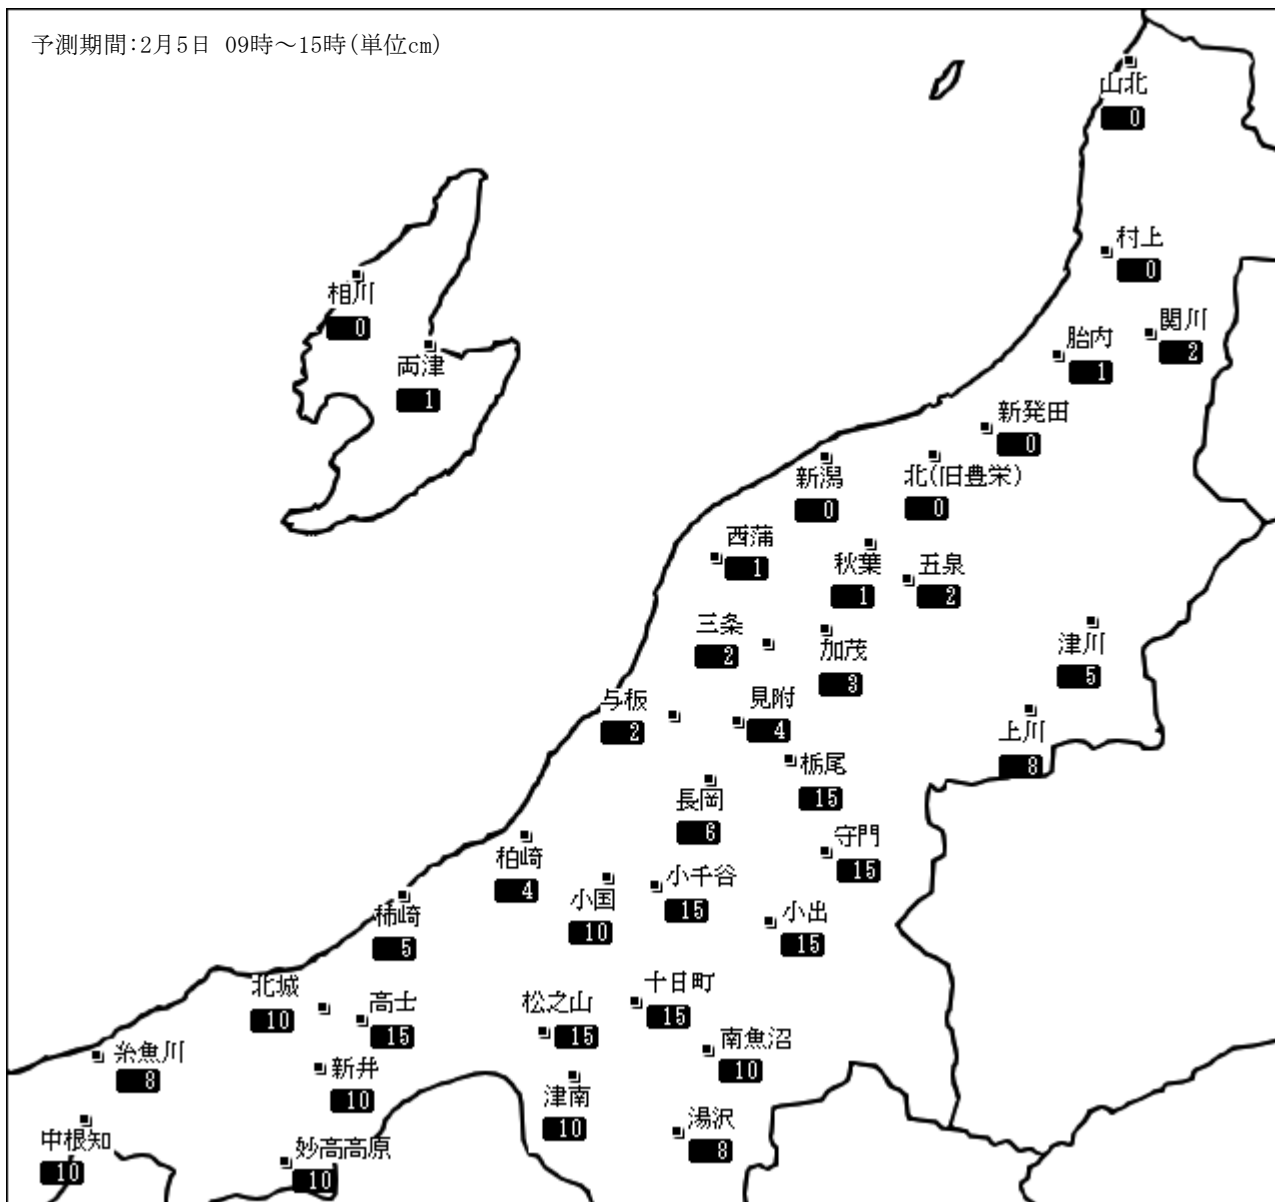 予測期間:2月5日 09時～15時(単位cm)
山北
0
村上
0
相川
0
両津
1
関川
2
胎内
1
新発田
0
新潟
0
北(旧豊栄)
0
西蒲
1
秋葉
1
五泉
2
三条
2
加茂
3
津川
5
与板
2
見附
4
上川
8
栃尾
15
長岡
6
守門
15
柏崎
4
小国
10
小千谷
15
小出
15
柿崎
5
北城
10
高士
15
松之山
15
十日町
15
南魚沼
10
糸魚川
8
新井
10
津南
10
湯沢
8
中根知
10
妙高高原
10